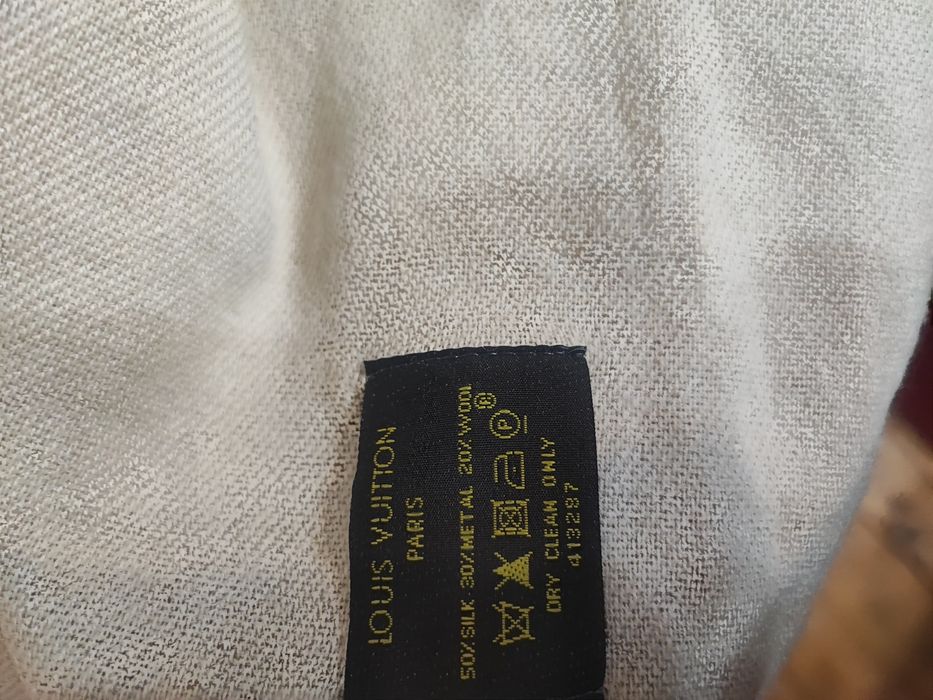 LOUIS VUITTON
PARIS
50%SILK 30%METAL 20%WOOL
P
DRY CLEAN ONLY
413287